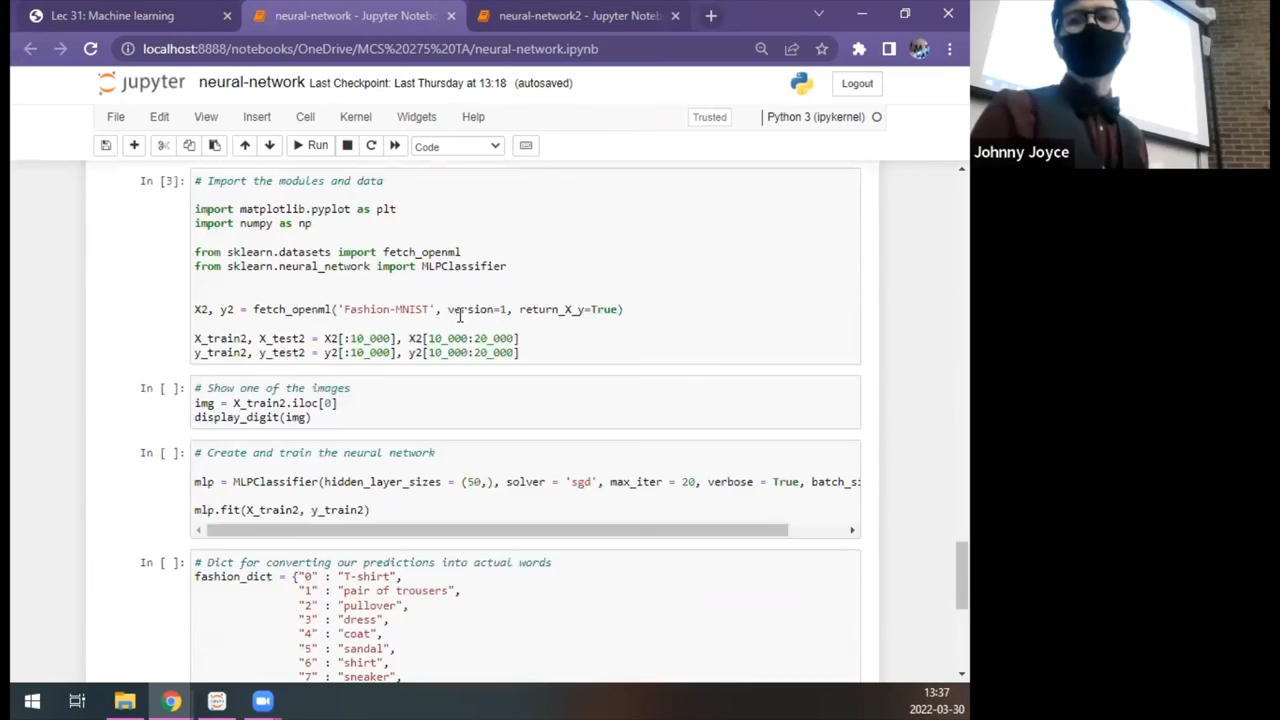 Lec 31: Machine learning
neural-network - Jupyter Notebo
neural-network2 - Jupyter Noteb
localhost:8888/notebooks/OneDrive/MCS%20275%20TA/neural-network.ipynb
jupyter neural-network Last Checkpoint: Last Thursday at 13:18 (autosaved)
Logout
File Edit View Insert Cell Kernel Widgets Help
Trusted
Python 3 (ipykernel)
Run
Code
Johnny Joyce
In [3]: # Import the modules and data
import matplotlib.pyplot as plt
import numpy as np
from sklearn.datasets import fetch_openml
from sklearn.neural_network import MLPClassifier
X2, y2 = fetch_openml('Fashion-MNIST', version=1, return_X_y=True)
X_train2, X_test2 = X2[:10_000], X2[10_000:20_000]
y_train2, y_test2 = y2[:10_000], y2[10_000:20_000]
In [ ]: # Show one of the images
img = X_train2.iloc[0]
display_digit(img)
In [ ]: # Create and train the neural network
mlp = MLPClassifier(hidden_layer_sizes = (50,), solver = 'sgd', max_iter = 20, verbose = True, batch_si
mlp.fit(X_train2, y_train2)
In [ ]: # Dict for converting our predictions into actual words
fashion_dict = {"0" : "T-shirt",
"1" : "pair of trousers",
"2" : "pullover",
"3" : "dress",
"4" : "coat",
"5" : "sandal",
"6" : "shirt",
"7" : "sneaker",
13:37
2022-03-30